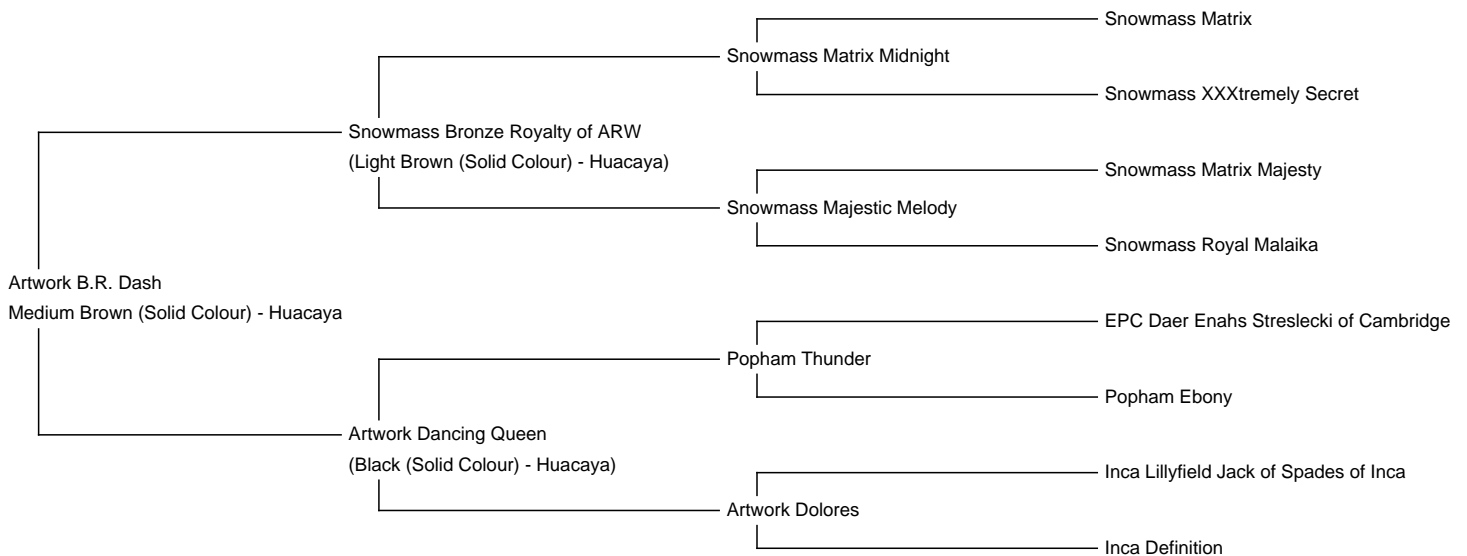 Snowmass Matrix
Snowmass Matrix Midnight
Snowmass XXXtremely Secret
Snowmass Bronze Royalty of ARW
(Light Brown (Solid Colour) - Huacaya)
Snowmass Matrix Majesty
Snowmass Majestic Melody
Snowmass Royal Malaika
Artwork B.R. Dash
Medium Brown (Solid Colour) - Huacaya
EPC Daer Enahs Streslecki of Cambridge
Popham Thunder
Popham Ebony
Artwork Dancing Queen
(Black (Solid Colour) - Huacaya)
Inca Lillyfield Jack of Spades of Inca
Artwork Dolores
Inca Definition